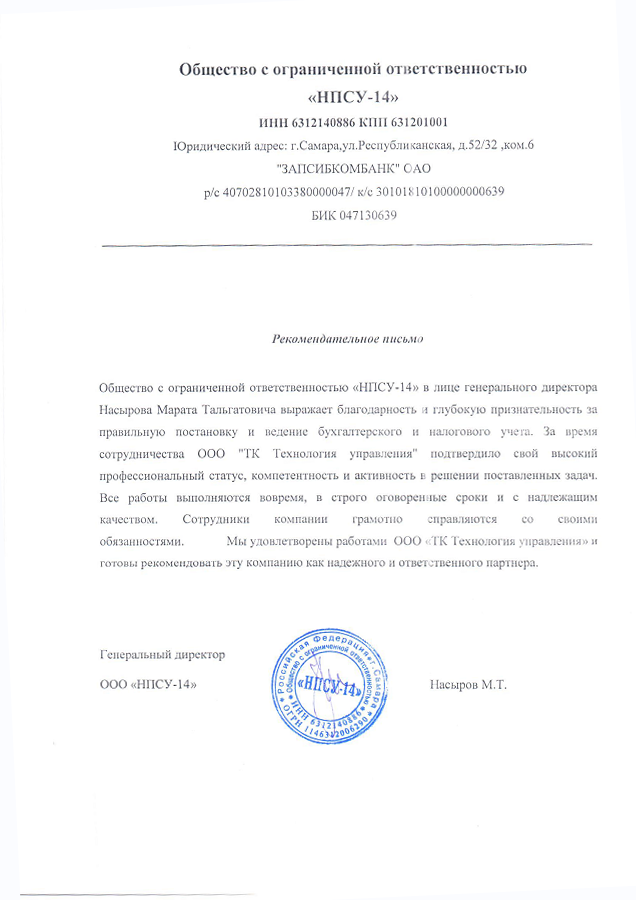 Общество с ограниченной ответственностью
«НПСУ-14»
ИНН 6312140886 КПП 631201001
Юридический адрес: г.Самара,ул.Республиканская, д.52/32 ,ком.6
"ЗАПСИБКОМБАНК" ОАО
р/с 40702810103380000047/ к/с 30101810100000000639
БИК 047130639
Рекомендательное письмо
Общество с ограниченной ответственностью «НПСУ-14» в лице генерального директора
Насырова Марата Тальгатовича выражает благодарность и глубокую признательность за
правильную постановку и ведение бухгалтерского и налогового учета. За время
сотрудничества ООО "ТК Технология управления" подтвердило свой высокий
профессиональный статус, компетентность и активность в решении поставленных задач.
Все работы выполняются вовремя, в строго оговоренные сроки и с надлежащим
качеством. Сотрудники компании грамотно справляются со своими
обязанностями. Мы удовлетворены работами ООО «ТК Технология управления» и
готовы рекомендовать эту компанию как надежного и ответственного партнера.
Генеральный директор
ООО «НПСУ-14»
Насыров М.Т.
Российская Федерация г. Самара
Общество с ограниченной ответственностью
«НПСУ-14»
ИНН 6312140886
ОГРН 1146312006290